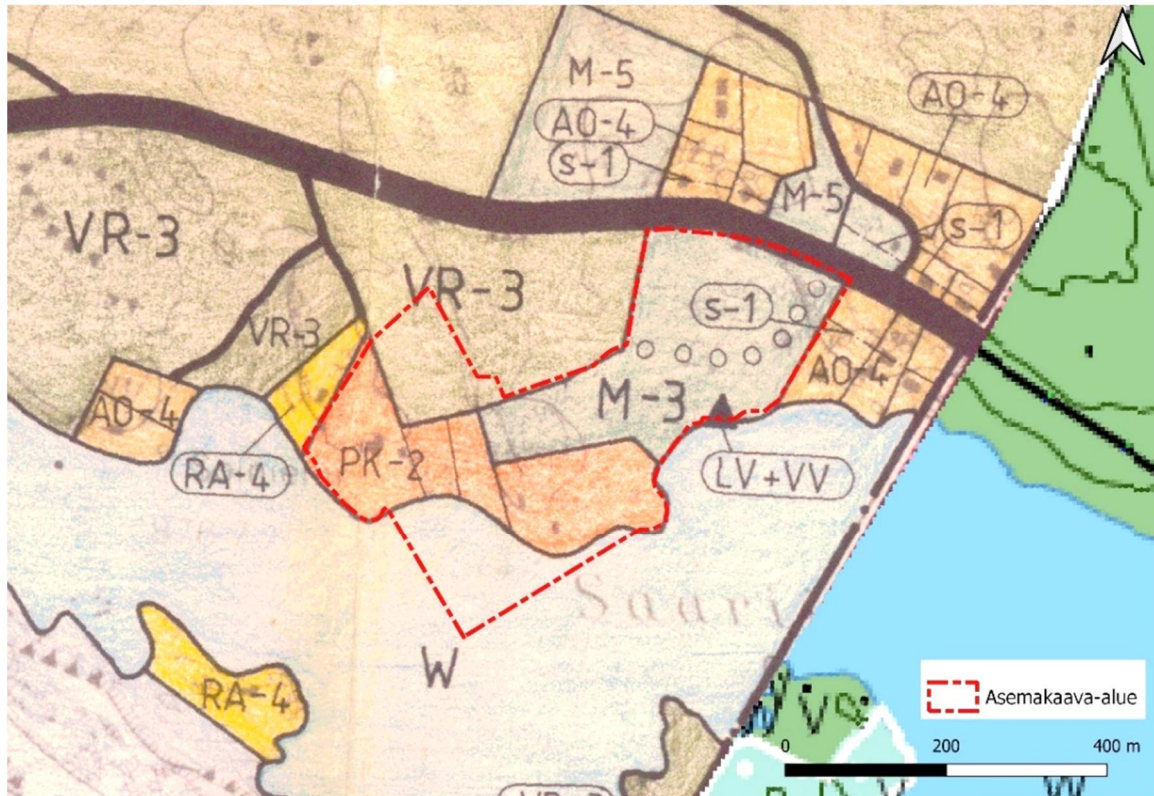 M-5
AO-4
AO-4
s-1
M-5
s-1
VR-3
VR-3
s-1
VR-3
AO-4
M-3
AO-4
PK-2
RA-4
LV+VV
Saari
W
RA-4
Asemakaava-alue
0
200
400 m